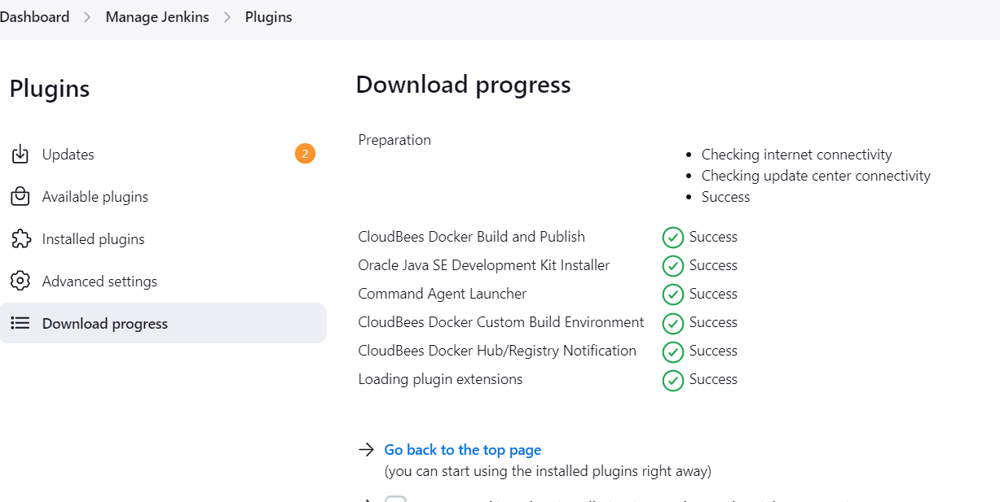 Dashboard > Manage Jenkins > Plugins
Plugins
Updates 2
Available plugins
Installed plugins
Advanced settings
Download progress
Download progress
Preparation
• Checking internet connectivity
• Checking update center connectivity
• Success
CloudBees Docker Build and Publish Success
Oracle Java SE Development Kit Installer Success
Command Agent Launcher Success
CloudBees Docker Custom Build Environment Success
CloudBees Docker Hub/Registry Notification Success
Loading plugin extensions Success
→ Go back to the top page
(you can start using the installed plugins right away)